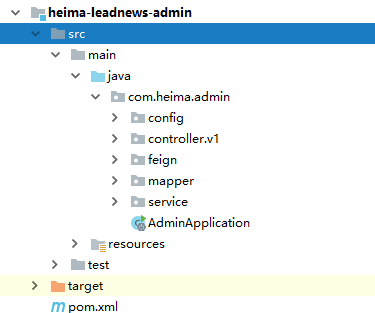 heima-leadnews-admin
src
main
java
com.heima.admin
config
controller.v1
feign
mapper
service
AdminApplication
resources
test
target
pom.xml